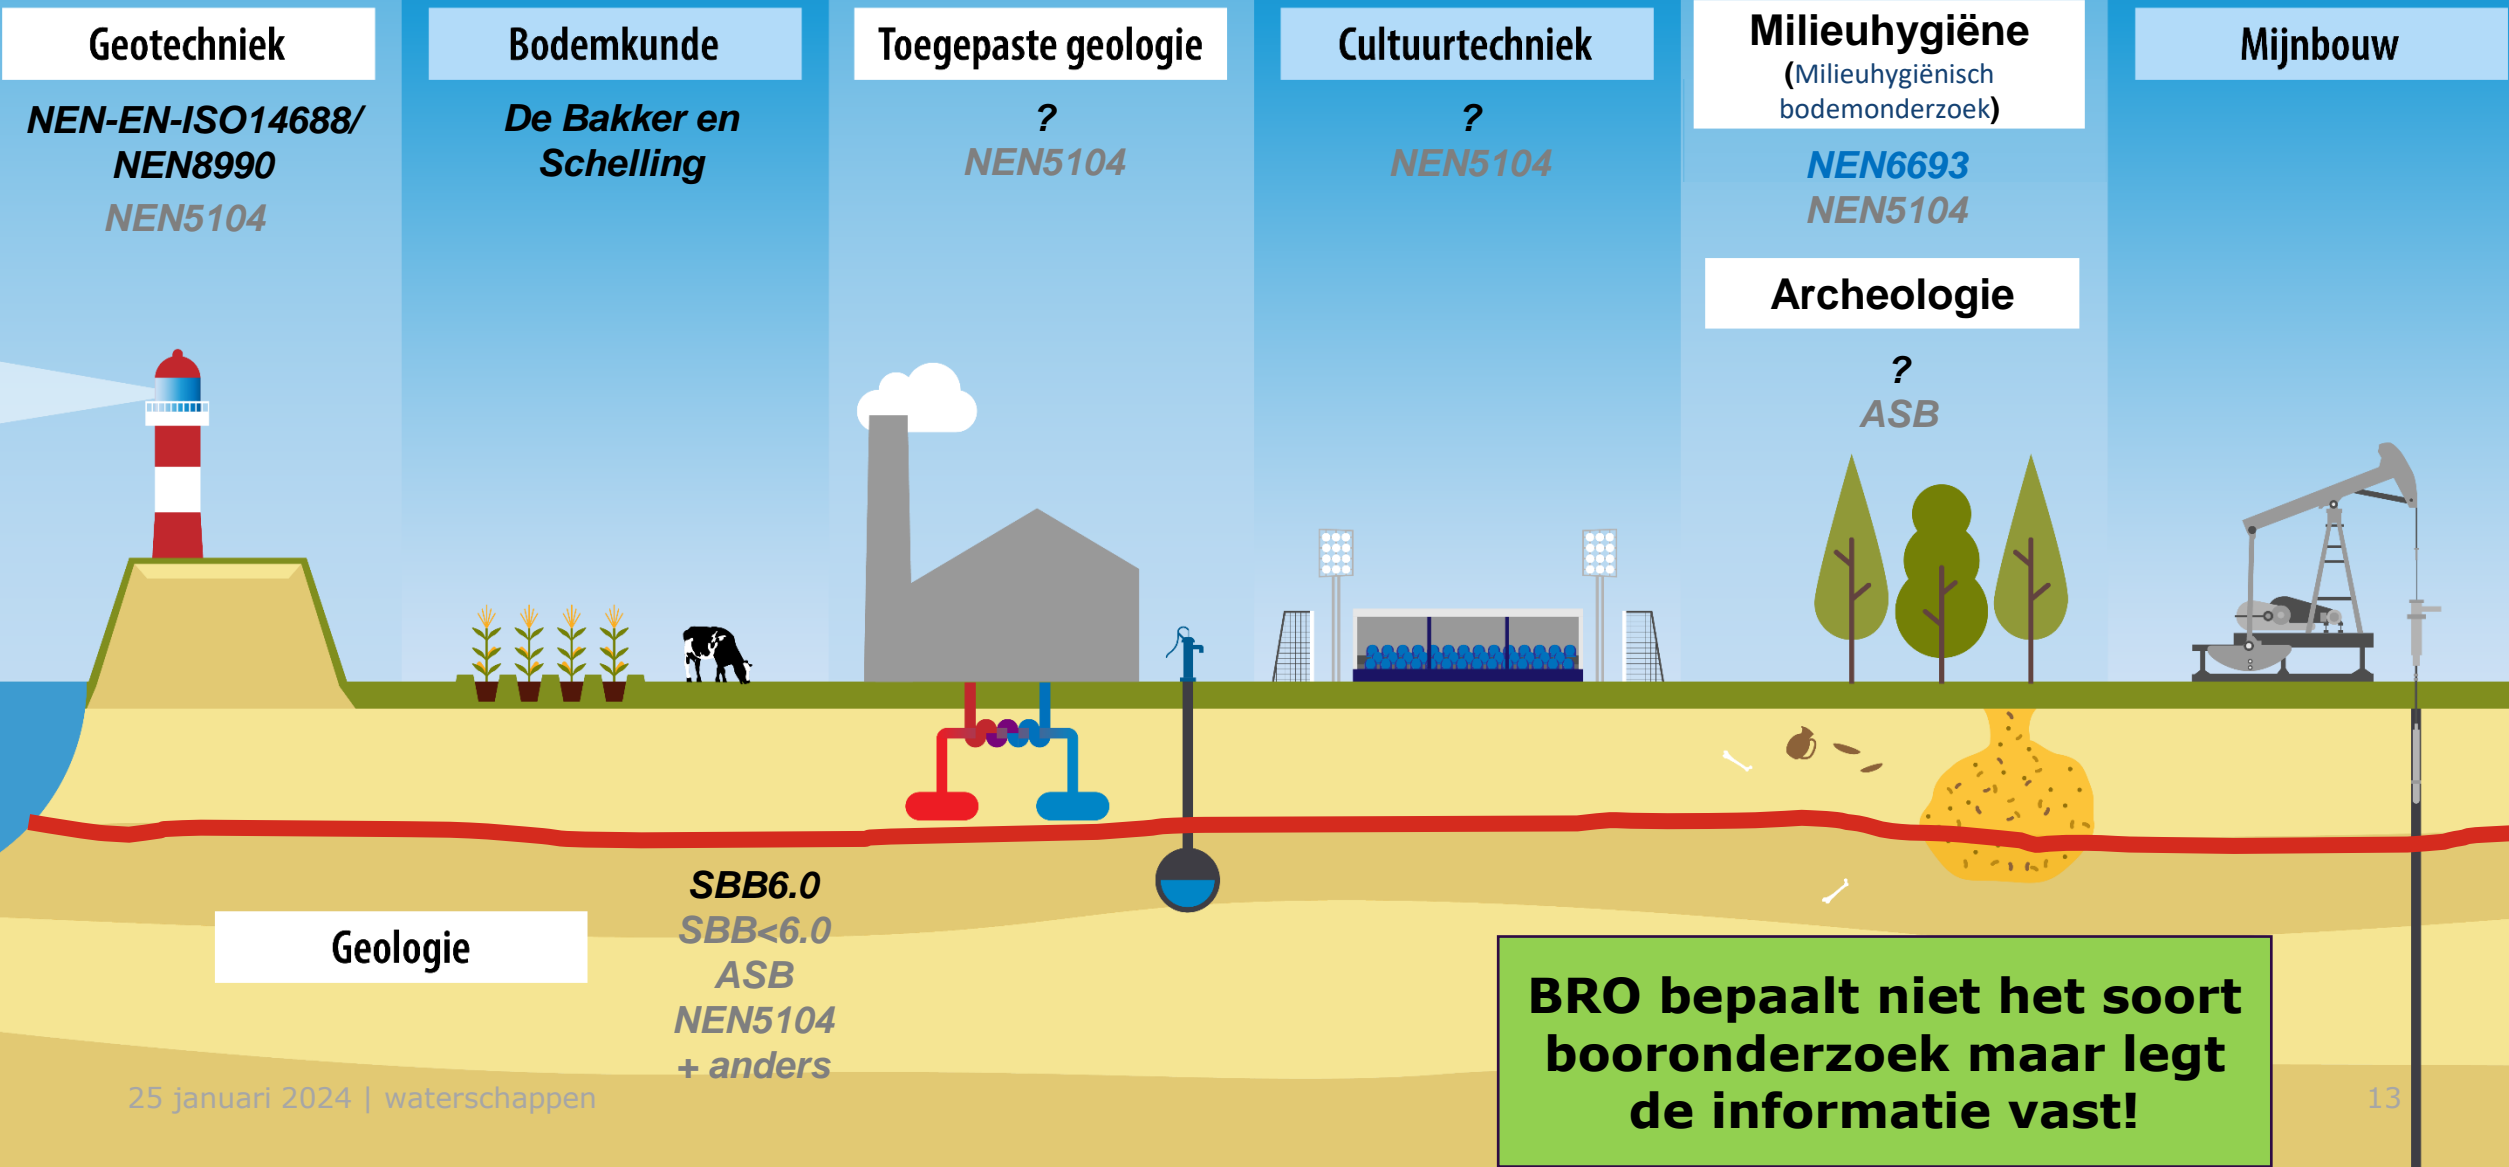 Geotechniek
NEN-EN-ISO14688/
NEN8990
NEN5104
Bodemkunde
De Bakker en
Schelling
Toegepaste geologie
?
NEN5104
Cultuurtechniek
?
NEN5104
Milieuhygiëne
(Milieuhygiënisch
bodemonderzoek)
NEN6693
NEN5104
Archeologie
?
ASB
Mijnbouw
Geologie
SBB6.0
SBB<6.0
ASB
NEN5104
+ anders
BRO bepaalt niet het soort
booronderzoek maar legt
de informatie vast!
25 januari 2024 | waterschappen
13